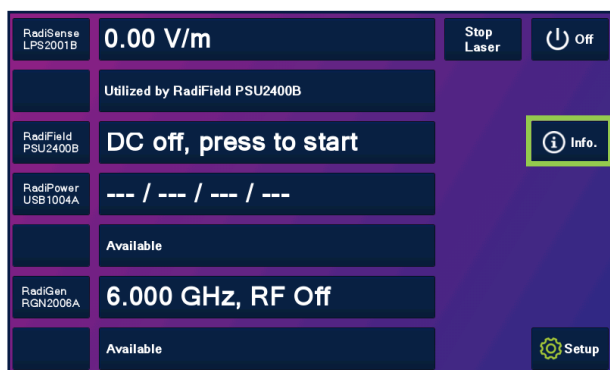 RadiSense
LPS2001B
0.00 V/m
Stop
Laser
Off
Utilized by RadiField PSU2400B
RadiField
PSU2400B
DC off, press to start
Info.
RadiPower
USB1004A
--- / --- / --- / ---
Available
RadiGen
RGN2006A
6.000 GHz, RF Off
Available
Setup